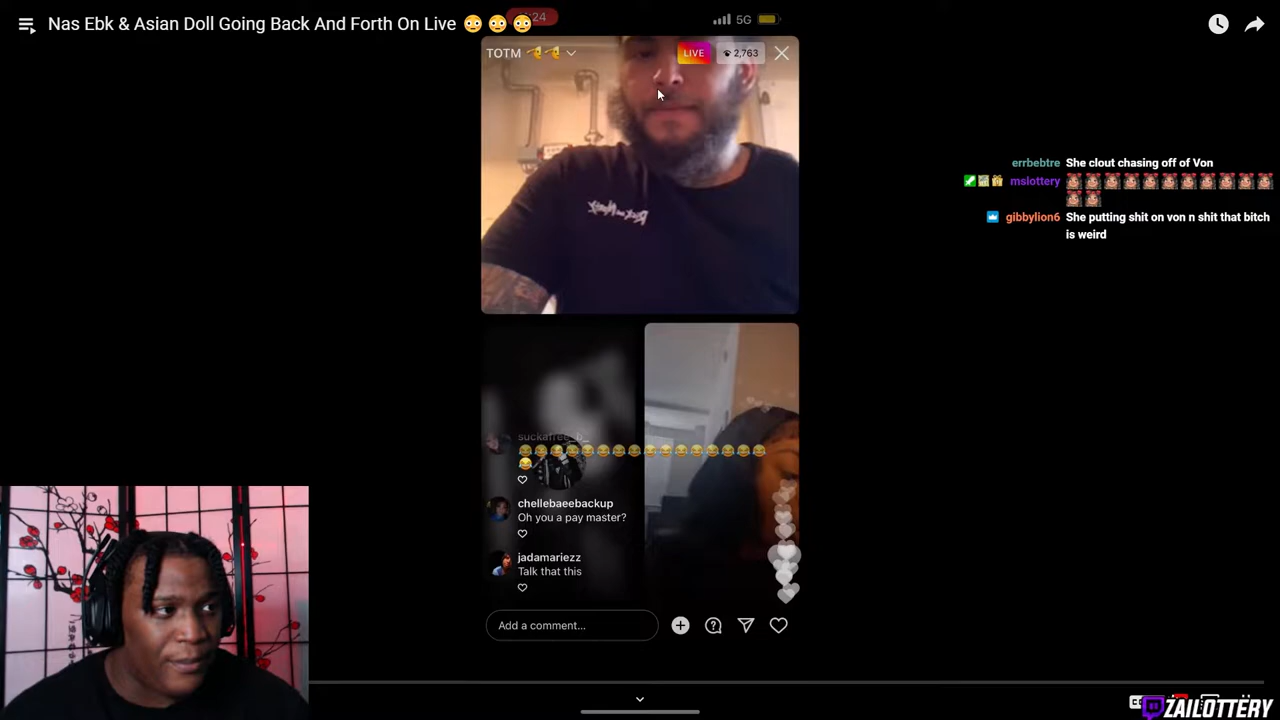 Nas Ebk & Asian Doll Going Back And Forth On Live 😳 😳 😳
5G
TOTM 🫡🫡
LIVE
2,763
errbebtre She clout chasing off of Von
mslottery
gibbylion6 She putting shit on von n shit that bitch
is weird
suckafree_b_
😂😂😂😂😂😂😂😂😂😂😂😂😂😂😂😂
😂
chellebaeebackup
Oh you a pay master?
jadamariezz
Talk that this
Add a comment...
ZAILOTTERY